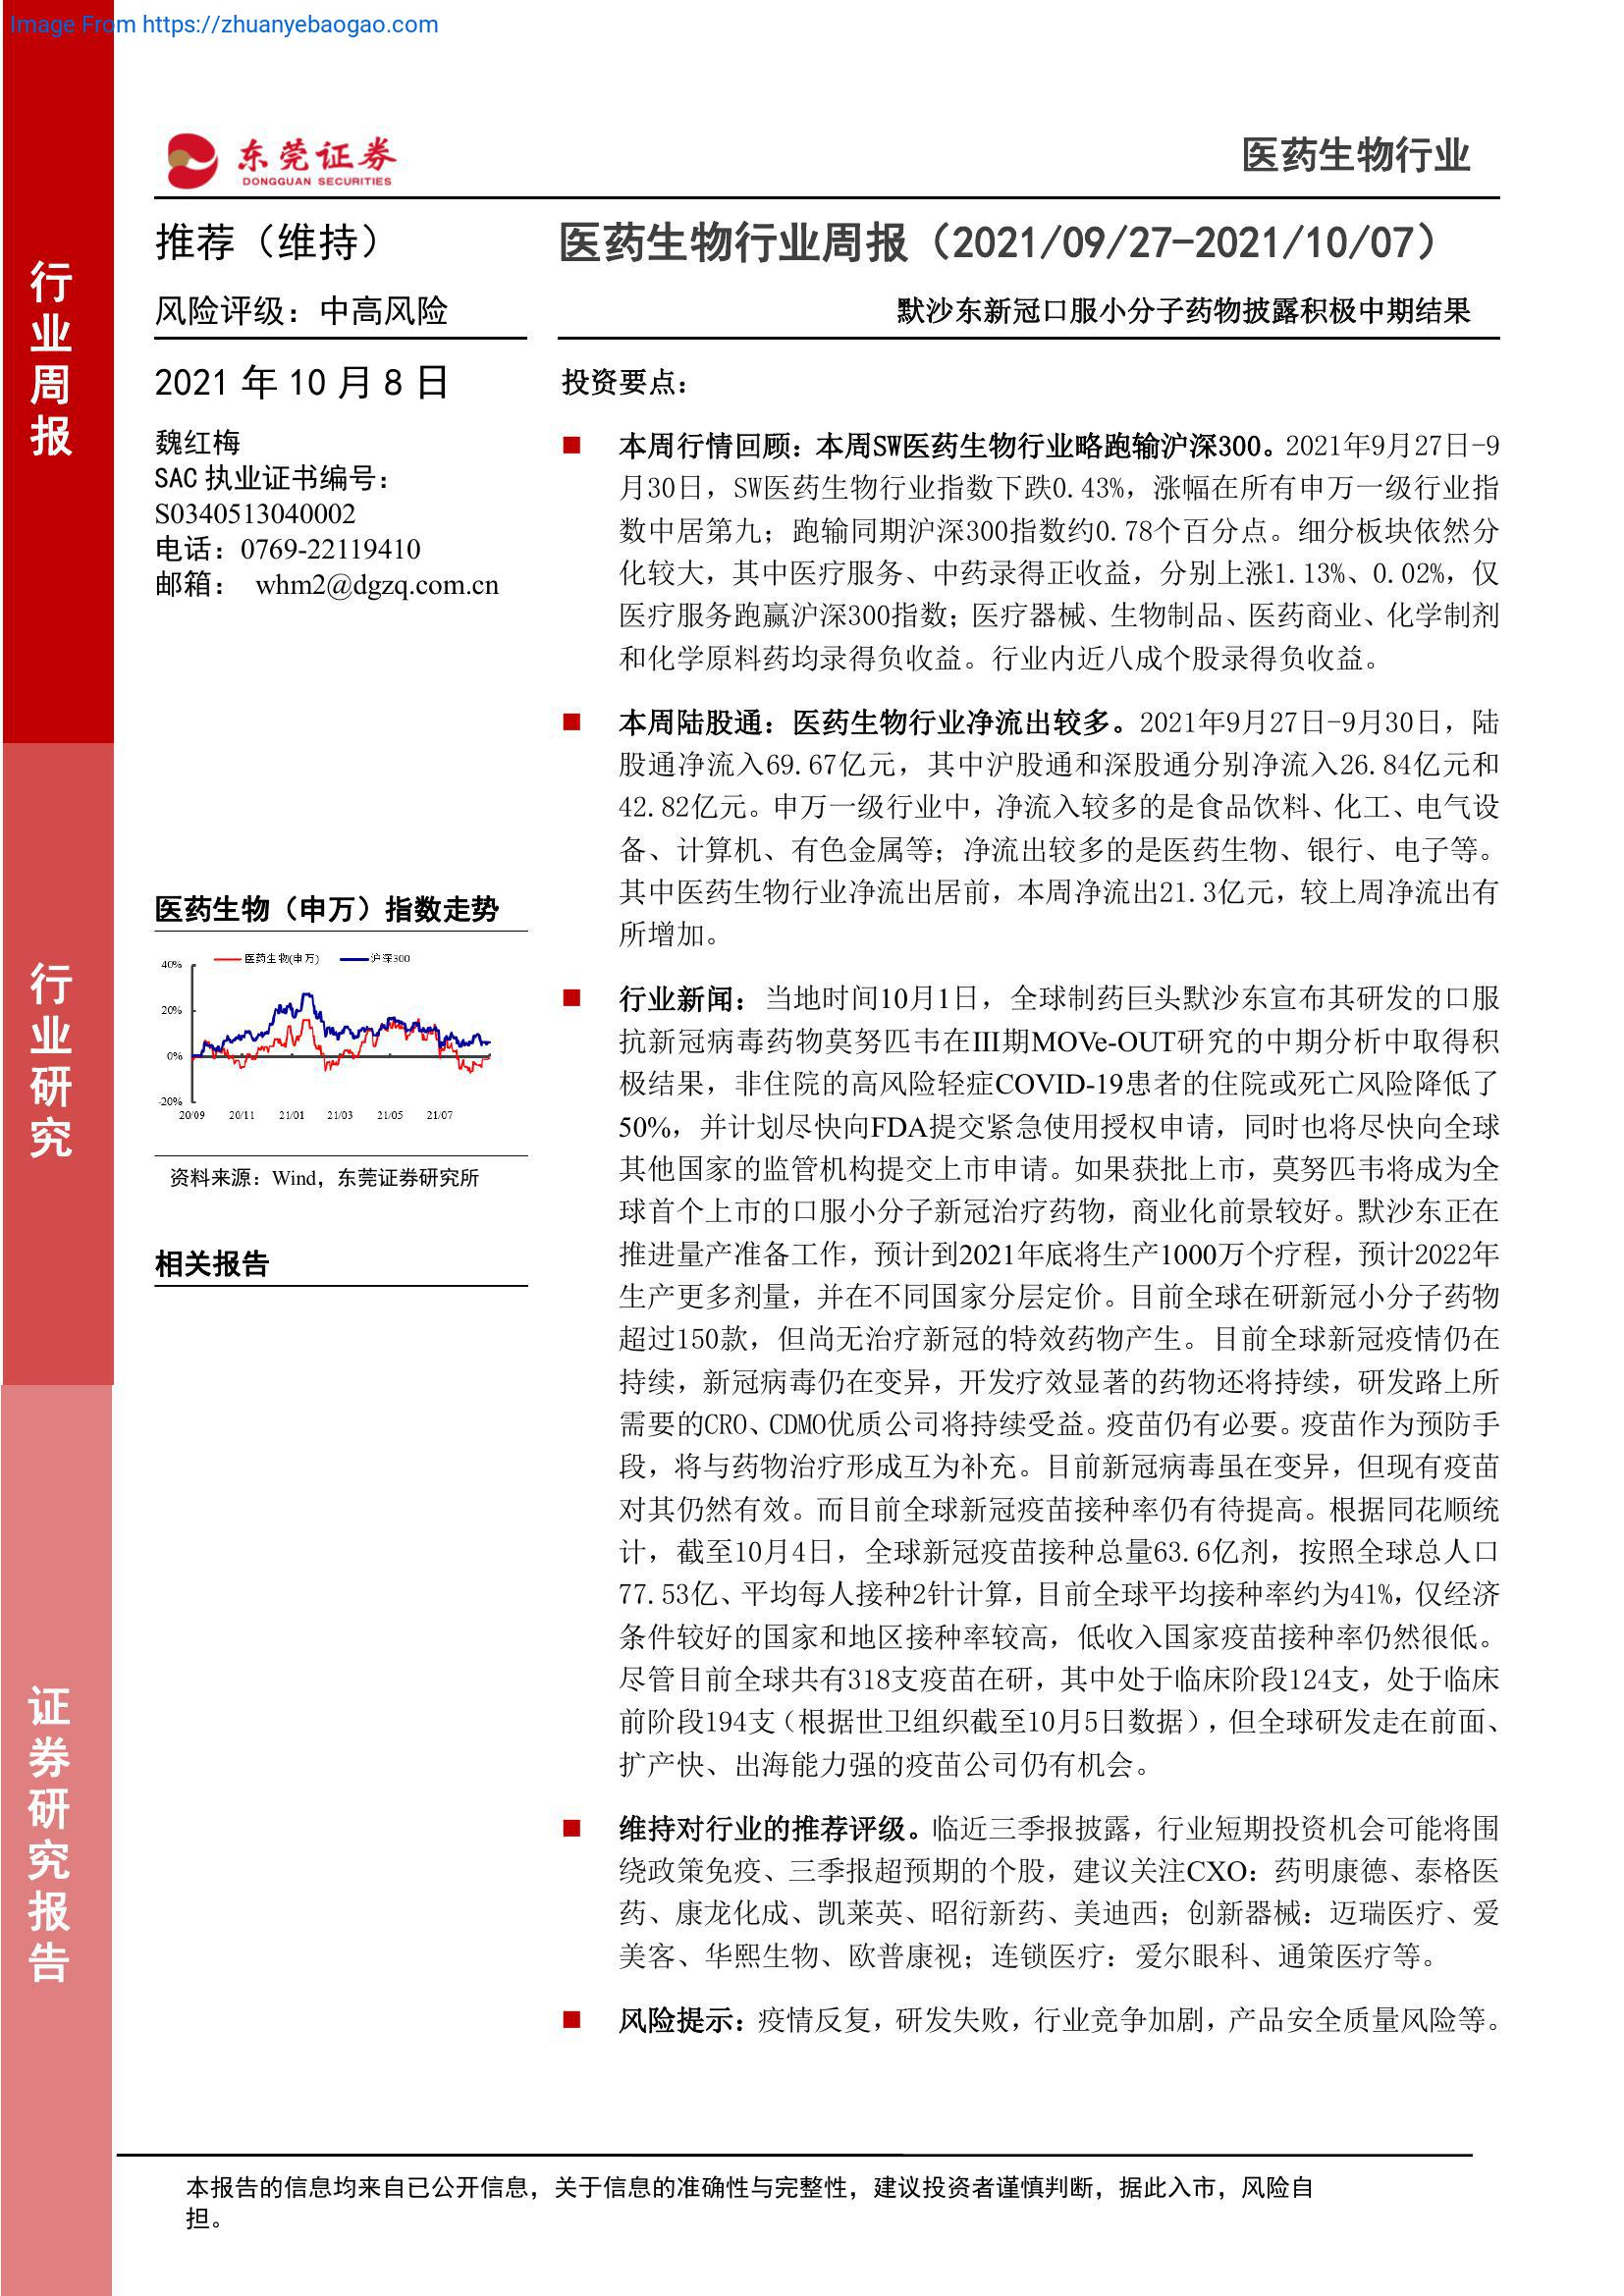 Image From https://zhuanyebaogao.com
东莞证券
DONGGUAN SECURITIES
医药生物行业
行业周报
行业研究
证券研究报告
推荐（维持）
风险评级：中高风险
2021 年 10 月 8 日
魏红梅
SAC 执业证书编号：
S0340513040002
电话：0769-22119410
邮箱： whm2@dgzq.com.cn
医药生物（申万）指数走势
医药生物(申万) 沪深300
40%
20%
0%
-20%
20/09 20/11 21/01 21/03 21/05 21/07
资料来源：Wind，东莞证券研究所
相关报告
医药生物行业周报（2021/09/27-2021/10/07）
默沙东新冠口服小分子药物披露积极中期结果
投资要点：
本周行情回顾：本周SW医药生物行业略跑输沪深300。2021年9月27日-9
月30日，SW医药生物行业指数下跌0.43%，涨幅在所有申万一级行业指
数中居第九；跑输同期沪深300指数约0.78个百分点。细分板块依然分
化较大，其中医疗服务、中药录得正收益，分别上涨1.13%、0.02%，仅
医疗服务跑赢沪深300指数；医疗器械、生物制品、医药商业、化学制剂
和化学原料药均录得负收益。行业内近八成个股录得负收益。
本周陆股通：医药生物行业净流出较多。2021年9月27日-9月30日，陆
股通净流入69.67亿元，其中沪股通和深股通分别净流入26.84亿元和
42.82亿元。申万一级行业中，净流入较多的是食品饮料、化工、电气设
备、计算机、有色金属等；净流出较多的是医药生物、银行、电子等。
其中医药生物行业净流出居前，本周净流出21.3亿元，较上周净流出有
所增加。
行业新闻：当地时间10月1日，全球制药巨头默沙东宣布其研发的口服
抗新冠病毒药物莫努匹韦在III期MOVe-OUT研究的中期分析中取得积
极结果，非住院的高风险轻症COVID-19患者的住院或死亡风险降低了
50%，并计划尽快向FDA提交紧急使用授权申请，同时也将尽快向全球
其他国家的监管机构提交上市申请。如果获批上市，莫努匹韦将成为全
球首个上市的口服小分子新冠治疗药物，商业化前景较好。默沙东正在
推进量产准备工作，预计到2021年底将生产1000万个疗程，预计2022年
生产更多剂量，并在不同国家分层定价。目前全球在研新冠小分子药物
超过150款，但尚无治疗新冠的特效药物产生。目前全球新冠疫情仍在
持续，新冠病毒仍在变异，开发疗效显著的药物还将持续，研发路上所
需要的CRO、CDMO优质公司将持续受益。疫苗仍有必要。疫苗作为预防手
段，将与药物治疗形成互为补充。目前新冠病毒虽在变异，但现有疫苗
对其仍然有效。而目前全球新冠疫苗接种率仍有待提高。根据同花顺统
计，截至10月4日，全球新冠疫苗接种总量63.6亿剂，按照全球总人口
77.53亿、平均每人接种2针计算，目前全球平均接种率约为41%，仅经济
条件较好的国家和地区接种率较高，低收入国家疫苗接种率仍然很低。
尽管目前全球共有318支疫苗在研，其中处于临床阶段124支，处于临床
前阶段194支（根据世卫组织截至10月5日数据），但全球研发走在前面、
扩产快、出海能力强的疫苗公司仍有机会。
维持对行业的推荐评级。临近三季报披露，行业短期投资机会可能将围
绕政策免疫、三季报超预期的个股，建议关注CXO：药明康德、泰格医
药、康龙化成、凯莱英、昭衍新药、美迪西；创新器械：迈瑞医疗、爱
美客、华熙生物、欧普康视；连锁医疗：爱尔眼科、通策医疗等。
风险提示：疫情反复，研发失败，行业竞争加剧，产品安全质量风险等。
本报告的信息均来自已公开信息，关于信息的准确性与完整性，建议投资者谨慎判断，据此入市，风险自
担。